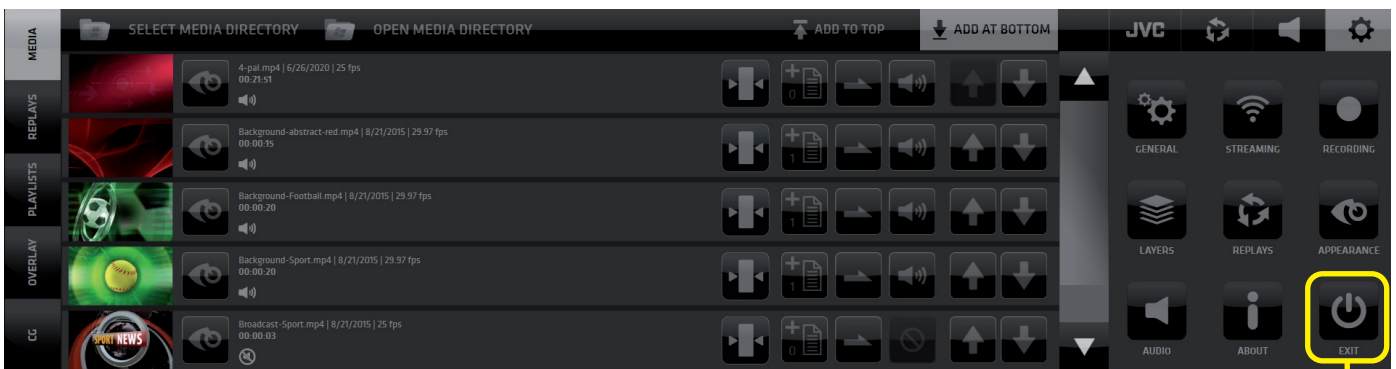 MEDIA
REPLAYS
PLAYLISTS
OVERLAY
CG
SELECT MEDIA DIRECTORY
OPEN MEDIA DIRECTORY
ADD TO TOP
ADD AT BOTTOM
4-pal.mp4 | 6/26/2020 | 25 fps
00:21:51
0
Background-abstract-red.mp4 | 8/21/2015 | 29.97 fps
00:00:15
1
Background-Football.mp4 | 8/21/2015 | 29.97 fps
00:00:20
1
Background-Sport.mp4 | 8/21/2015 | 29.97 fps
00:00:20
1
SPORT NEWS
Broadcast-Sport.mp4 | 8/21/2015 | 25 fps
00:00:03
0
JVC
GENERAL
STREAMING
RECORDING
LAYERS
REPLAYS
APPEARANCE
AUDIO
ABOUT
EXIT